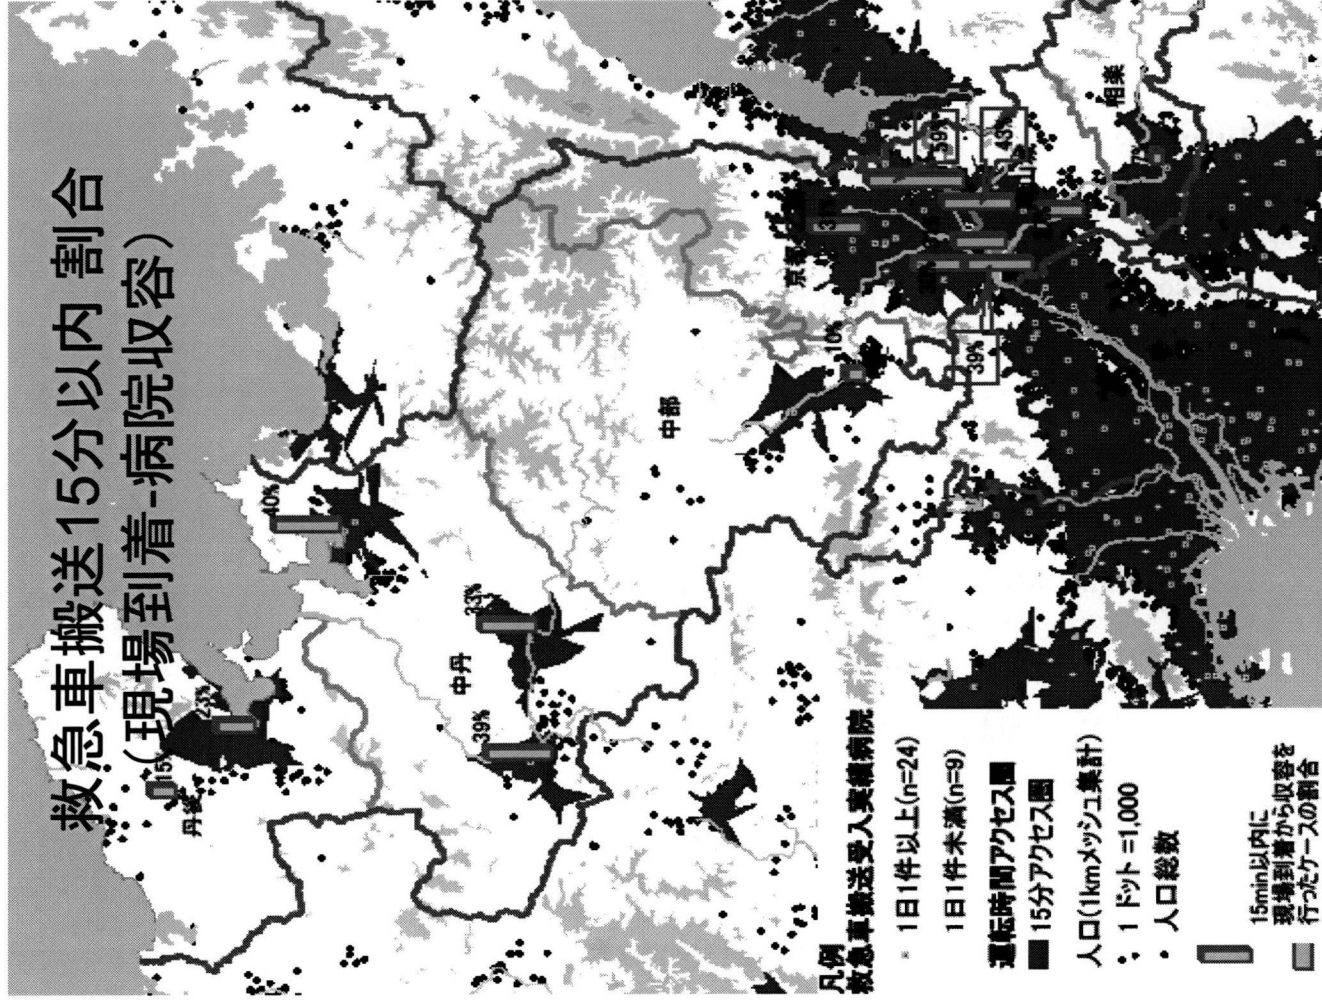 救急車搬送15分以内 割合
（現場到着-病院収容）
15%
丹後
23%
40%
中丹
33%
39%
中部
10%
京都
31%
59%
43%
39%
相楽
凡例
救急車搬送受入実績病院
1日1件以上(n=24)
1日1件未満(n=9)
運転時間アクセス圏
15分アクセス圏
人口(1kmメッシュ集計)
1 ドット =1,000
人口総数
15min以内に
現場到着から収容を
行ったケースの割合